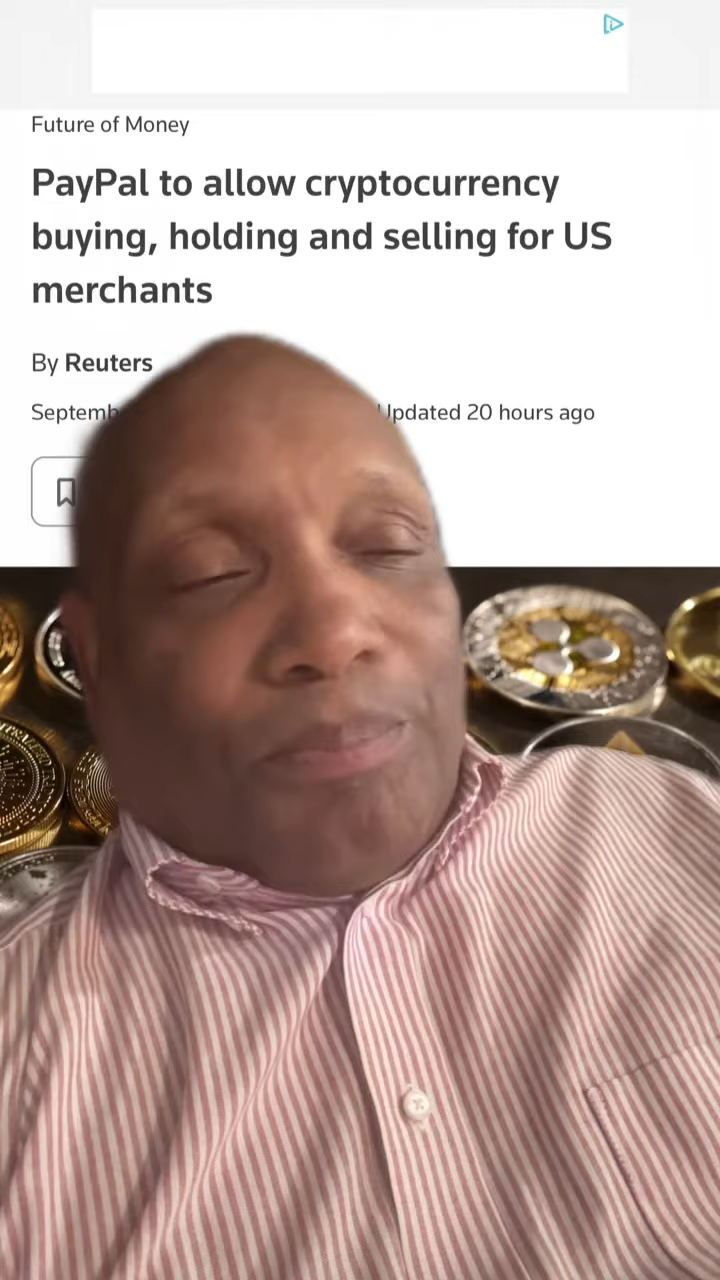 Future of Money
PayPal to allow cryptocurrency
buying, holding and selling for US
merchants
By Reuters
Updated 20 hours ago